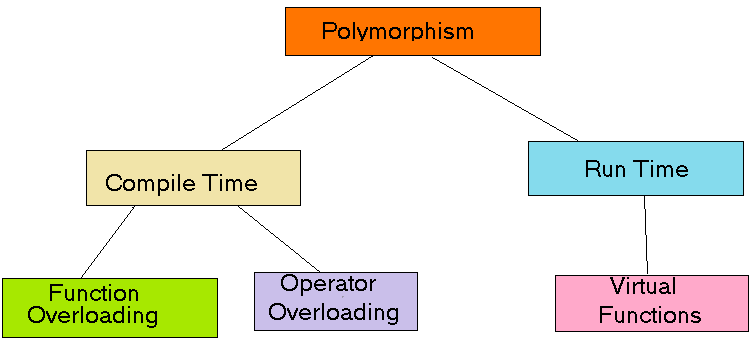 Polymorphism
Compile Time
Run Time
Function
Overloading
Operator
Overloading
Virtual
Functions